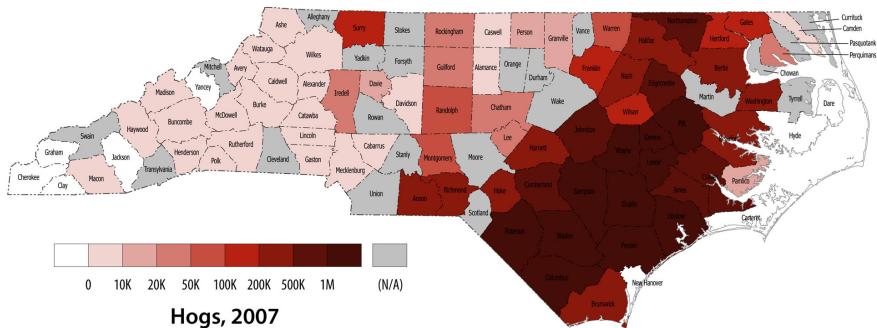 Alleghany
Ashe
Surry
Stokes
Rockingham
Caswell
Person
Granville
Vance
Warren
Northampton
Gates
Currituck
Camden
Pasquotank
Perquimans
Hertford
Halifax
Watauga
Wilkes
Yadkin
Forsyth
Guilford
Alamance
Orange
Durham
Franklin
Bertie
Chowan
Mitchell
Avery
Yancey
Caldwell
Alexander
Iredell
Davie
Davidson
Randolph
Chatham
Wake
Nash
Edgecombe
Martin
Washington
Tyrrell
Dare
Madison
Burke
McDowell
Catawba
Rowan
Wilson
Pitt
Hyde
Buncombe
Haywood
Swain
Rutherford
Lincoln
Cabarrus
Lee
Johnston
Greene
Graham
Jackson
Henderson
Polk
Cleveland
Gaston
Mecklenburg
Stanly
Montgomery
Moore
Harnett
Wayne
Lenoir
Cherokee
Clay
Macon
Transylvania
Union
Anson
Richmond
Hoke
Cumberland
Sampson
Duplin
Jones
Pamlico
Carteret
Scotland
Robeson
Bladen
Pender
Onslow
Columbus
Brunswick
New Hanover
0 10K 20K 50K 100K 200K 500K 1M (N/A)
Hogs, 2007